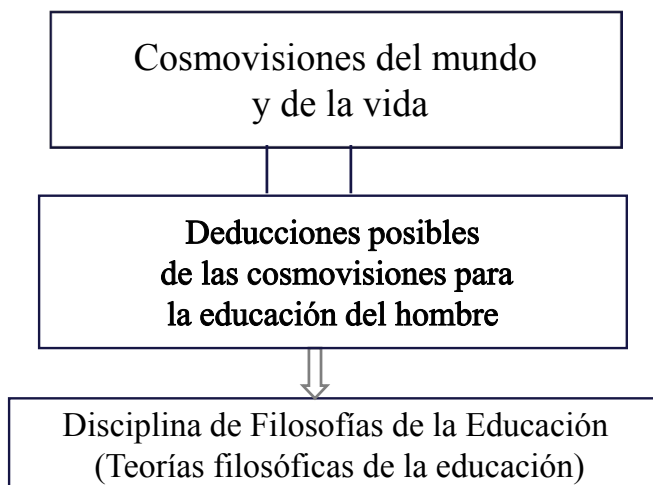 Cosmovisiones del mundo
y de la vida
Deducciones posibles
de las cosmovisiones para
la educación del hombre
Disciplina de Filosofías de la Educación
(Teorías filosóficas de la educación)